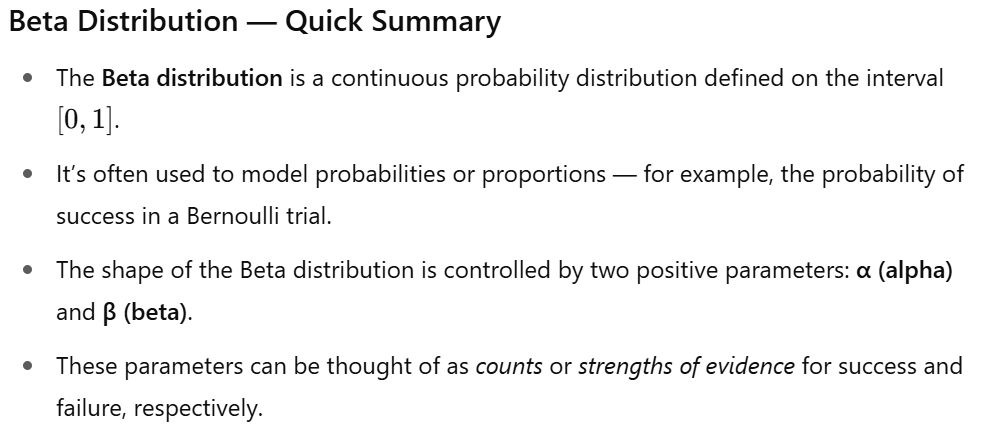 Beta Distribution — Quick Summary
• The Beta distribution is a continuous probability distribution defined on the interval
[0, 1].
• It’s often used to model probabilities or proportions — for example, the probability of
success in a Bernoulli trial.
• The shape of the Beta distribution is controlled by two positive parameters: α (alpha)
and β (beta).
• These parameters can be thought of as counts or strengths of evidence for success and
failure, respectively.